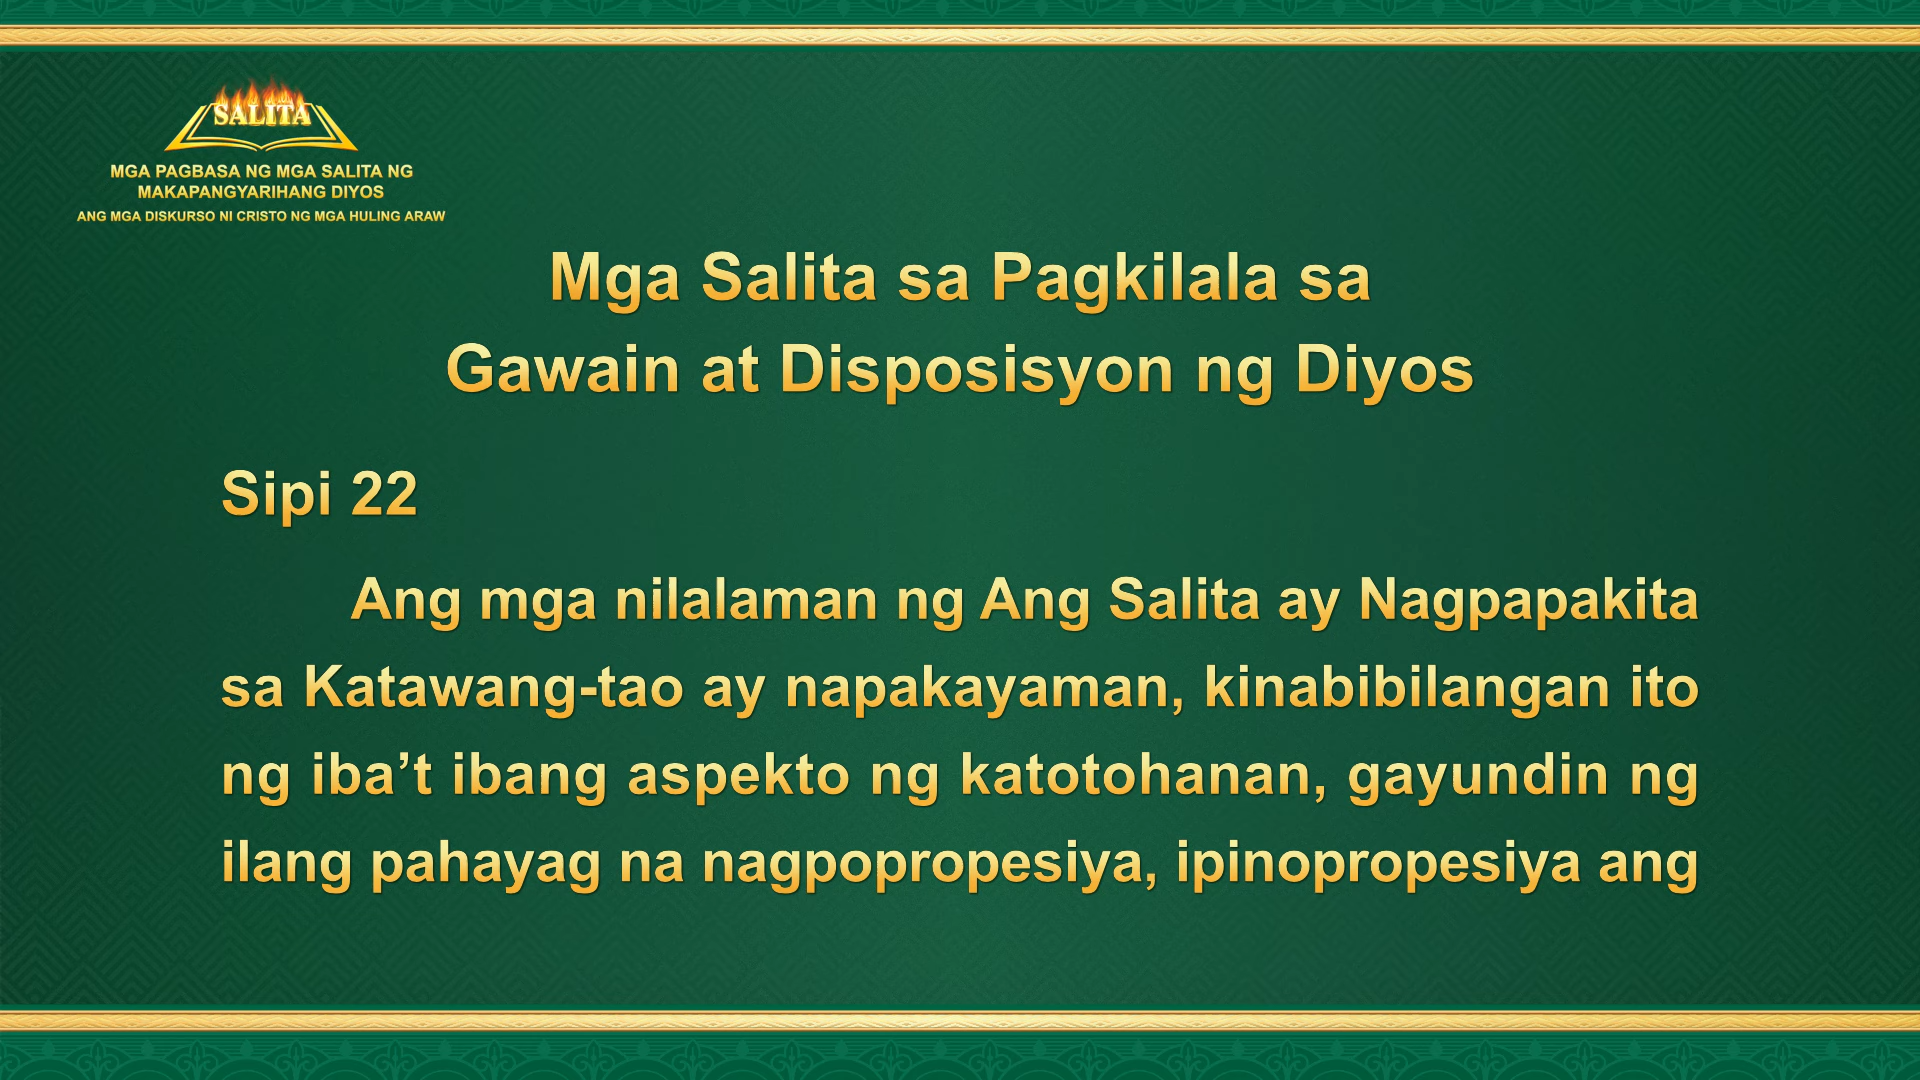 SALITA
MGA PAGBASA NG MGA SALITA NG
MAKAPANGYARIHANG DIYOS
ANG MGA DISKURSO NI CRISTO NG MGA HULING ARAW
Mga Salita sa Pagkilala sa
Gawain at Disposisyon ng Diyos
Sipi 22
Ang mga nilalaman ng Ang Salita ay Nagpapakita
sa Katawang-tao ay napakayaman, kinabibilangan ito
ng iba’t ibang aspekto ng katotohanan, gayundin ng
ilang pahayag na nagpopropesiya, ipinopropesiya ang